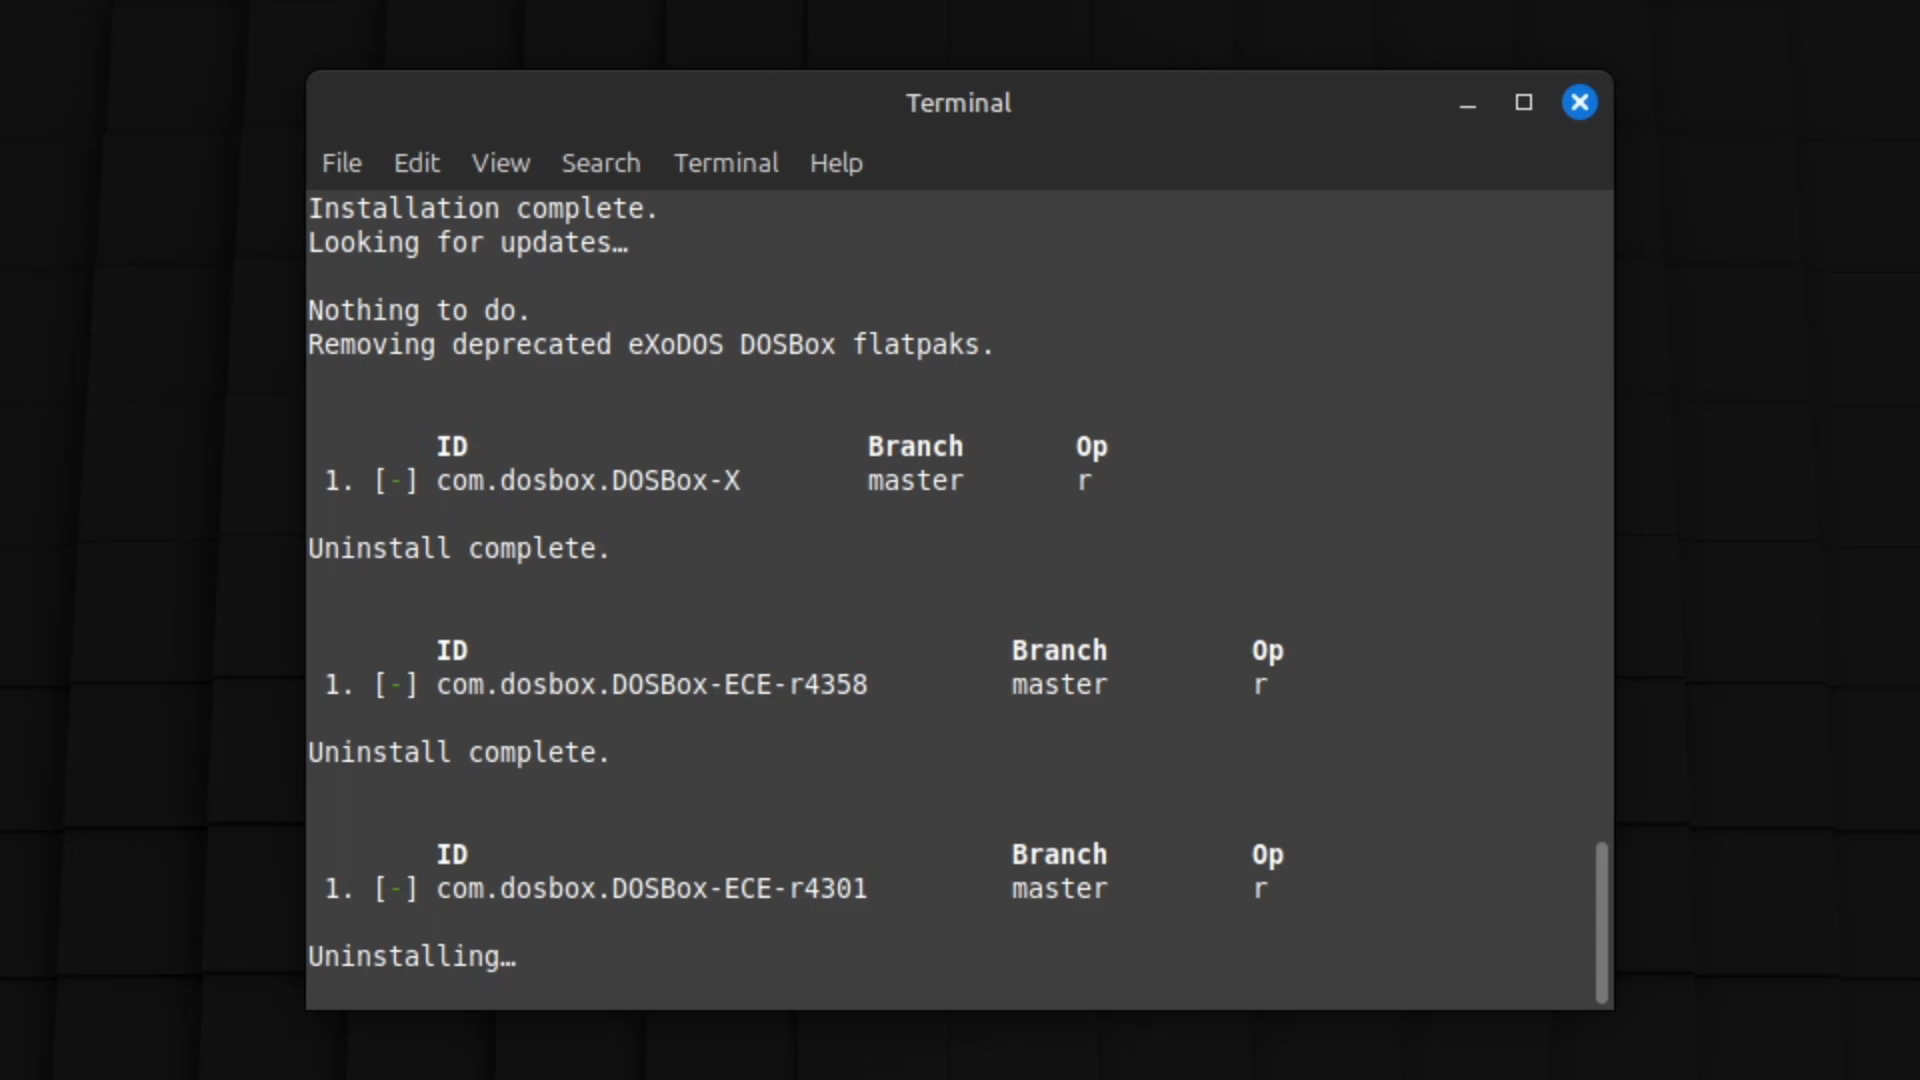 Terminal
File Edit View Search Terminal Help
Installation complete.
Looking for updates…
Nothing to do.
Removing deprecated eXoDOS DOSBox flatpaks.
ID Branch Op
1. [-] com.dosbox.DOSBox-X master r
Uninstall complete.
ID Branch Op
1. [-] com.dosbox.DOSBox-ECE-r4358 master r
Uninstall complete.
ID Branch Op
1. [-] com.dosbox.DOSBox-ECE-r4301 master r
Uninstalling…